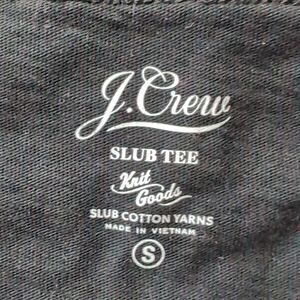 J.Crew
SLUB TEE
Knit
Goods
SLUB COTTON YARNS
MADE IN VIETNAM
S